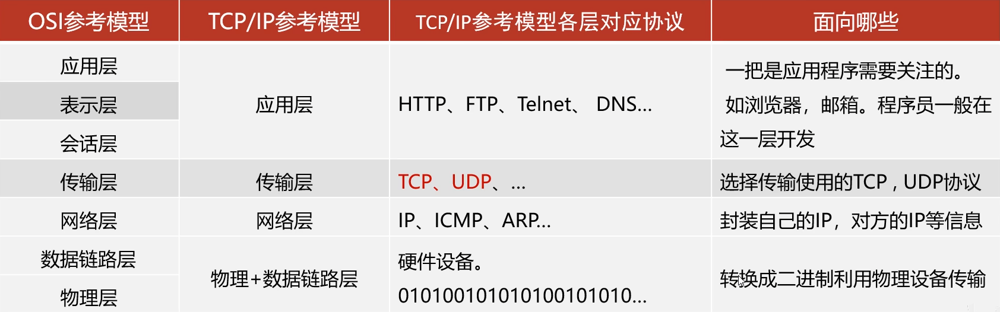 OSI参考模型 TCP/IP参考模型 TCP/IP参考模型各层对应协议 面向哪些
应用层
表示层
会话层
应用层
HTTP、FTP、Telnet、 DNS...
一把是应用程序需要关注的。
如浏览器，邮箱。程序员一般在
这一层开发
传输层 传输层 TCP、UDP、... 选择传输使用的TCP , UDP协议
网络层 网络层 IP、ICMP、ARP... 封装自己的IP，对方的IP等信息
数据链路层
物理层
物理+数据链路层
硬件设备。
010100101010100101010...
转换成二进制利用物理设备传输